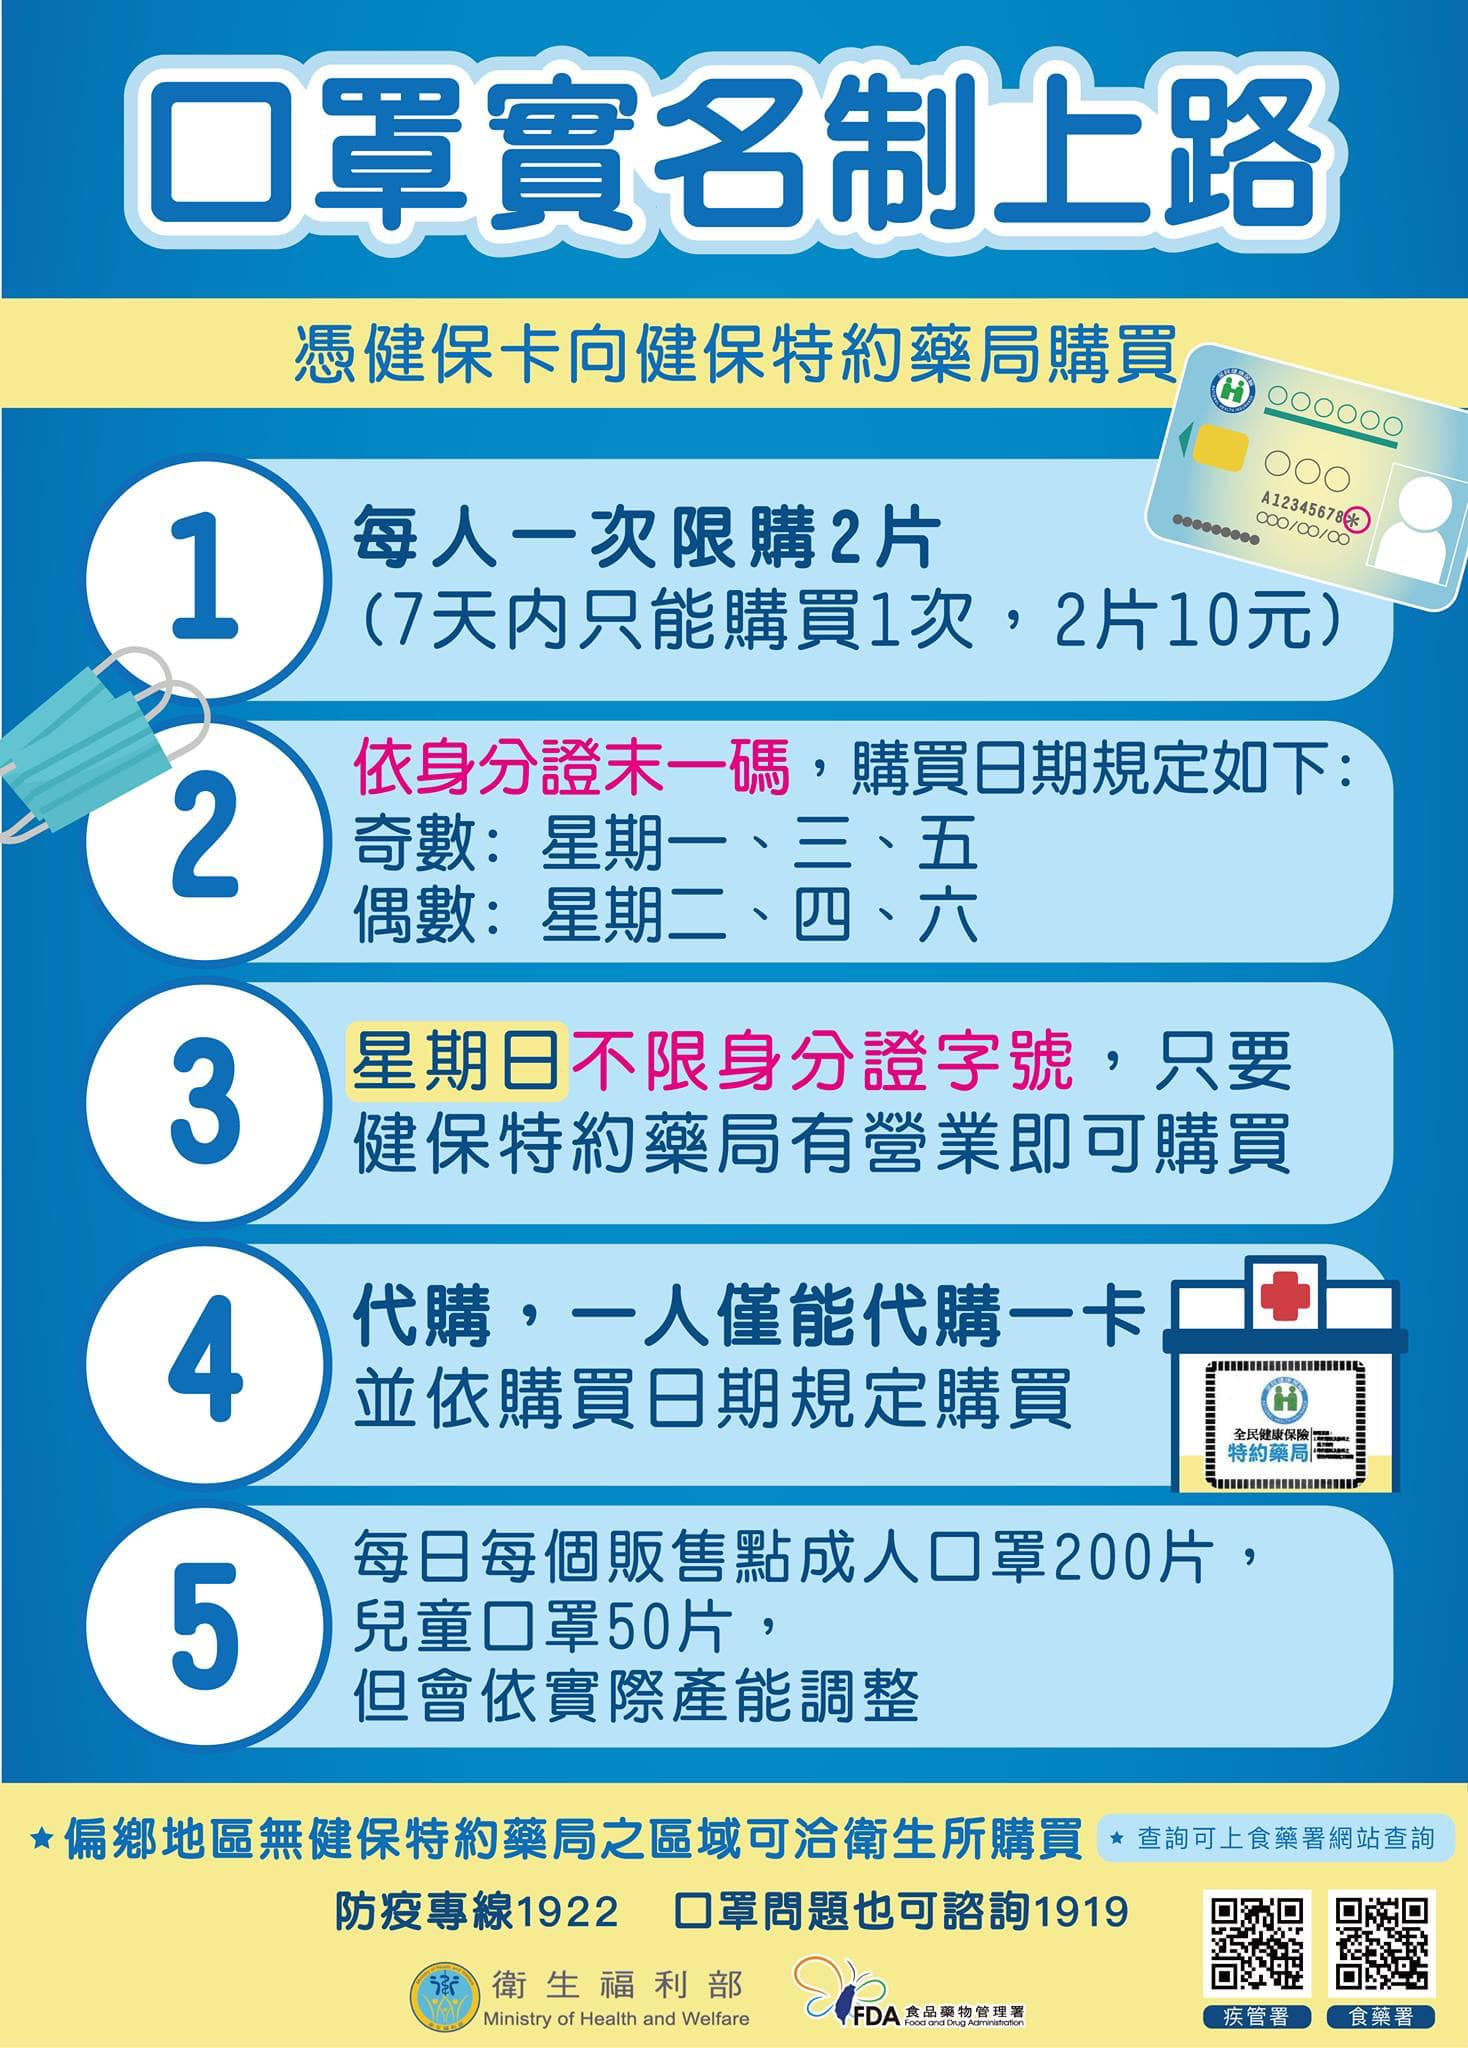 口罩實名制上路
憑健保卡向健保特約藥局購買
A12345678*
1
每人一次限購2片
(7天內只能購買1次，2片10元)
2
依身分證末一碼，購買日期規定如下:
奇數: 星期一、三、五
偶數: 星期二、四、六
3
星期日不限身分證字號，只要
健保特約藥局有營業即可購買
4
代購，一人僅能代購一卡
並依購買日期規定購買
全民健康保險
特約藥局
5
每日每個販售點成人口罩200片，
兒童口罩50片，
但會依實際產能調整
★偏鄉地區無健保特約藥局之區域可洽衛生所購買
★ 查詢可上食藥署網站查詢
防疫專線1922 口罩問題也可諮詢1919
衛生福利部
Ministry of Health and Welfare
FDA 食品藥物管理署
Food and Drug Administration
疾管署
食藥署